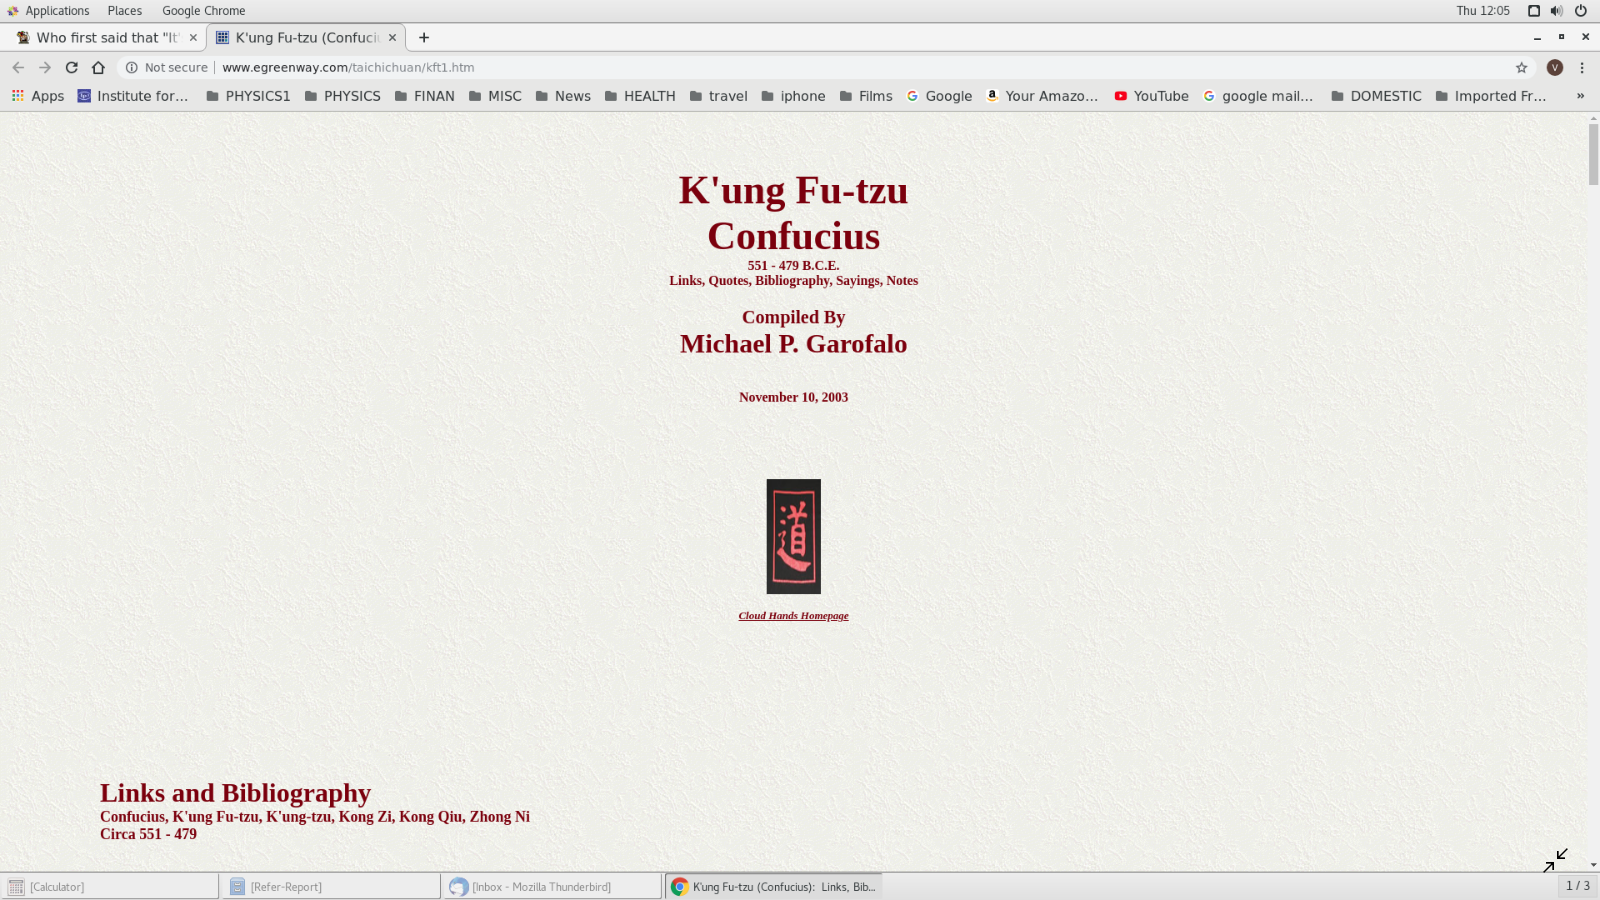 Applications Places Google Chrome Thu 12:05
Who first said that "It' K'ung Fu-tzu (Confuciu
Not secure www.egreenway.com/taichichuan/kft1.htm V
Apps Institute for... PHYSICS1 PHYSICS FINAN MISC News HEALTH travel iphone Films Google Your Amazo... YouTube google mail... DOMESTIC Imported Fr... »
K'ung Fu-tzu
Confucius
551 - 479 B.C.E.
Links, Quotes, Bibliography, Sayings, Notes
Compiled By
Michael P. Garofalo
November 10, 2003
道
Cloud Hands Homepage
Links and Bibliography
Confucius, K'ung Fu-tzu, K'ung-tzu, Kong Zi, Kong Qiu, Zhong Ni
Circa 551 - 479
[Calculator] [Refer-Report] [Inbox - Mozilla Thunderbird] K'ung Fu-tzu (Confucius): Links, Bib... 1 / 3